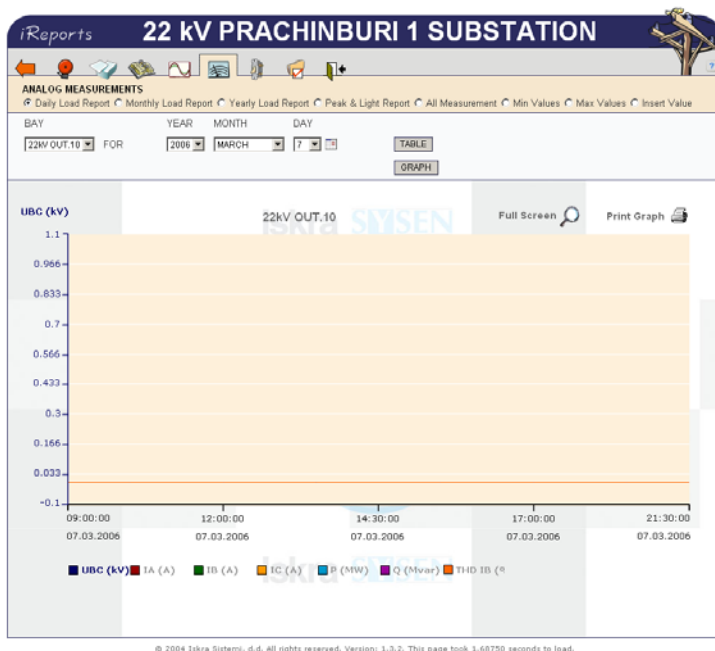 iReports 22 kV PRACHINBURI 1 SUBSTATION
?
ANALOG MEASUREMENTS
Daily Load Report Monthly Load Report Yearly Load Report Peak & Light Report All Measurement Min Values Max Values Insert Value
BAY YEAR MONTH DAY
22kV OUT.10 FOR 2006 MARCH 7 TABLE
GRAPH
UBC (kV) 22kV OUT.10 Full Screen Print Graph
iskra SYSEN
1.1
0.966
0.833
0.7
0.566
0.433
0.3
0.166
0.033
-0.1
09:00:00 12:00:00 14:30:00 17:00:00 21:30:00
07.03.2006 07.03.2006 07.03.2006 07.03.2006 07.03.2006
UBC (kV) IA (A) IB (A) IC (A) P (MW) Q (Mvar) THD IB (
iskra SYSEN
© 2004 Iskra Sistemi, d.d. All rights reserved. Version: 1.3.2. This page took 1.68750 seconds to load.